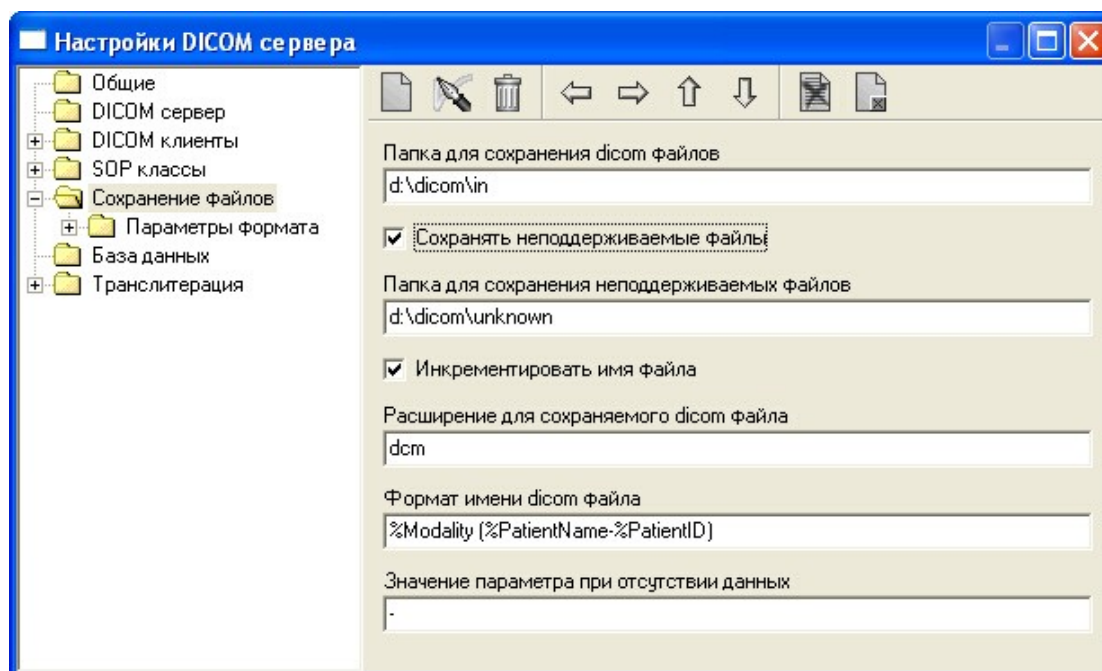 Настройки DICOM сервера
Общие
DICOM сервер
DICOM клиенты
SOP классы
Сохранение файлов
Параметры формата
База данных
Транслитерация
Папка для сохранения dicom файлов
d:\dicom\in
Сохранять неподдерживаемые файлы
Папка для сохранения неподдерживаемых файлов
d:\dicom\unknown
Инкрементировать имя файла
Расширение для сохраняемого dicom файла
dcm
Формат имени dicom файла
%Modality (%PatientName-%PatientID)
Значение параметра при отсутствии данных
-